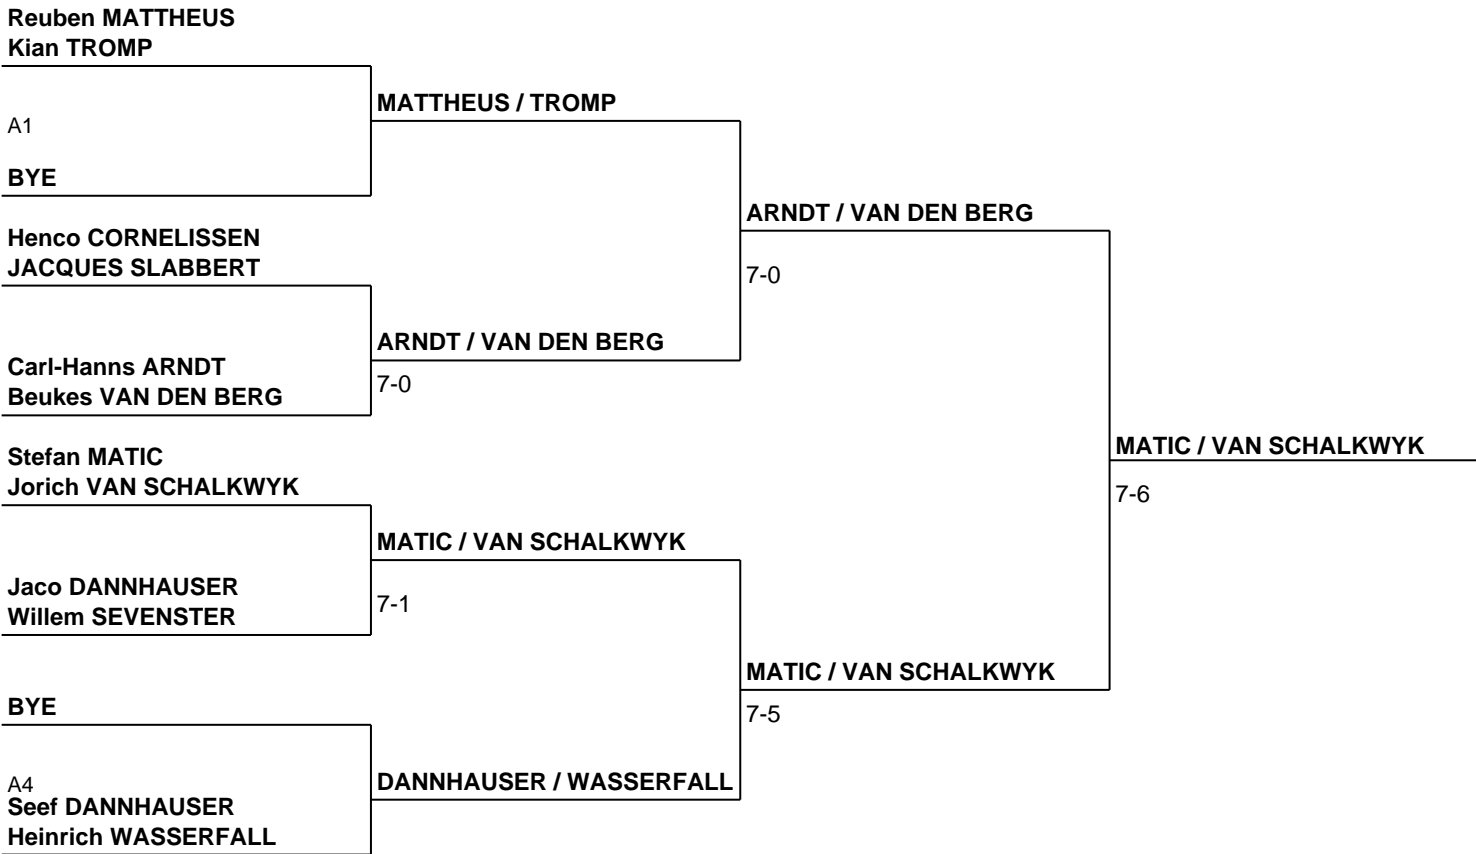 Reuben MATTHEUS
Kian TROMP
MATTHEUS / TROMP
A1
BYE
ARNDT / VAN DEN BERG
Henco CORNELISSEN
JACQUES SLABBERT
7-0
ARNDT / VAN DEN BERG
Carl-Hanns ARNDT
7-0
Beukes VAN DEN BERG
MATIC / VAN SCHALKWYK
Stefan MATIC
Jorich VAN SCHALKWYK
7-6
MATIC / VAN SCHALKWYK
Jaco DANNHAUSER
7-1
Willem SEVENSTER
MATIC / VAN SCHALKWYK
BYE
7-5
A4
DANNHAUSER / WASSERFALL
Seef DANNHAUSER
Heinrich WASSERFALL